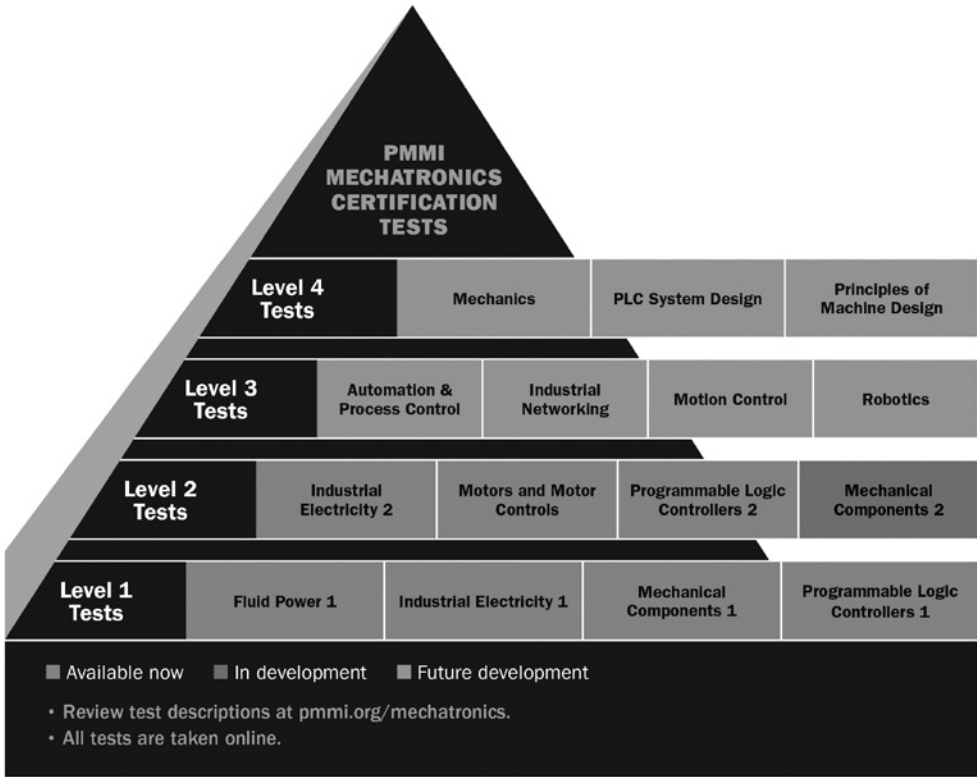 PMMI
MECHATRONICS
CERTIFICATION
TESTS
Level 4
Tests
Mechanics
PLC System Design
Principles of
Machine Design
Level 3
Tests
Automation &
Process Control
Industrial
Networking
Motion Control
Robotics
Level 2
Tests
Industrial
Electricity 2
Motors and Motor
Controls
Programmable Logic
Controllers 2
Mechanical
Components 2
Level 1
Tests
Fluid Power 1
Industrial Electricity 1
Mechanical
Components 1
Programmable Logic
Controllers 1
Available now
In development
Future development
• Review test descriptions at pmmi.org/mechatronics.
• All tests are taken online.